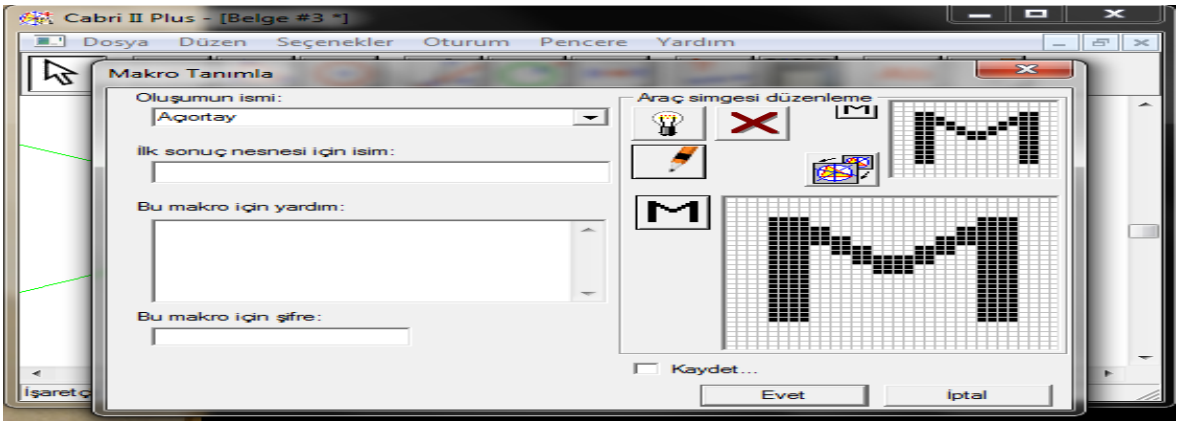 Cabri II Plus - [Belge #3 *]
Dosya Düzen Seçenekler Oturum Pencere Yardım
Makro Tanımla
Oluşumun ismi:
Açıortay
İlk sonuç nesnesi için isim:
Bu makro için yardım:
Bu makro için şifre:
Araç simgesi düzenleme
M
M
M
M
Kaydet...
Evet
İptal
İşaretç